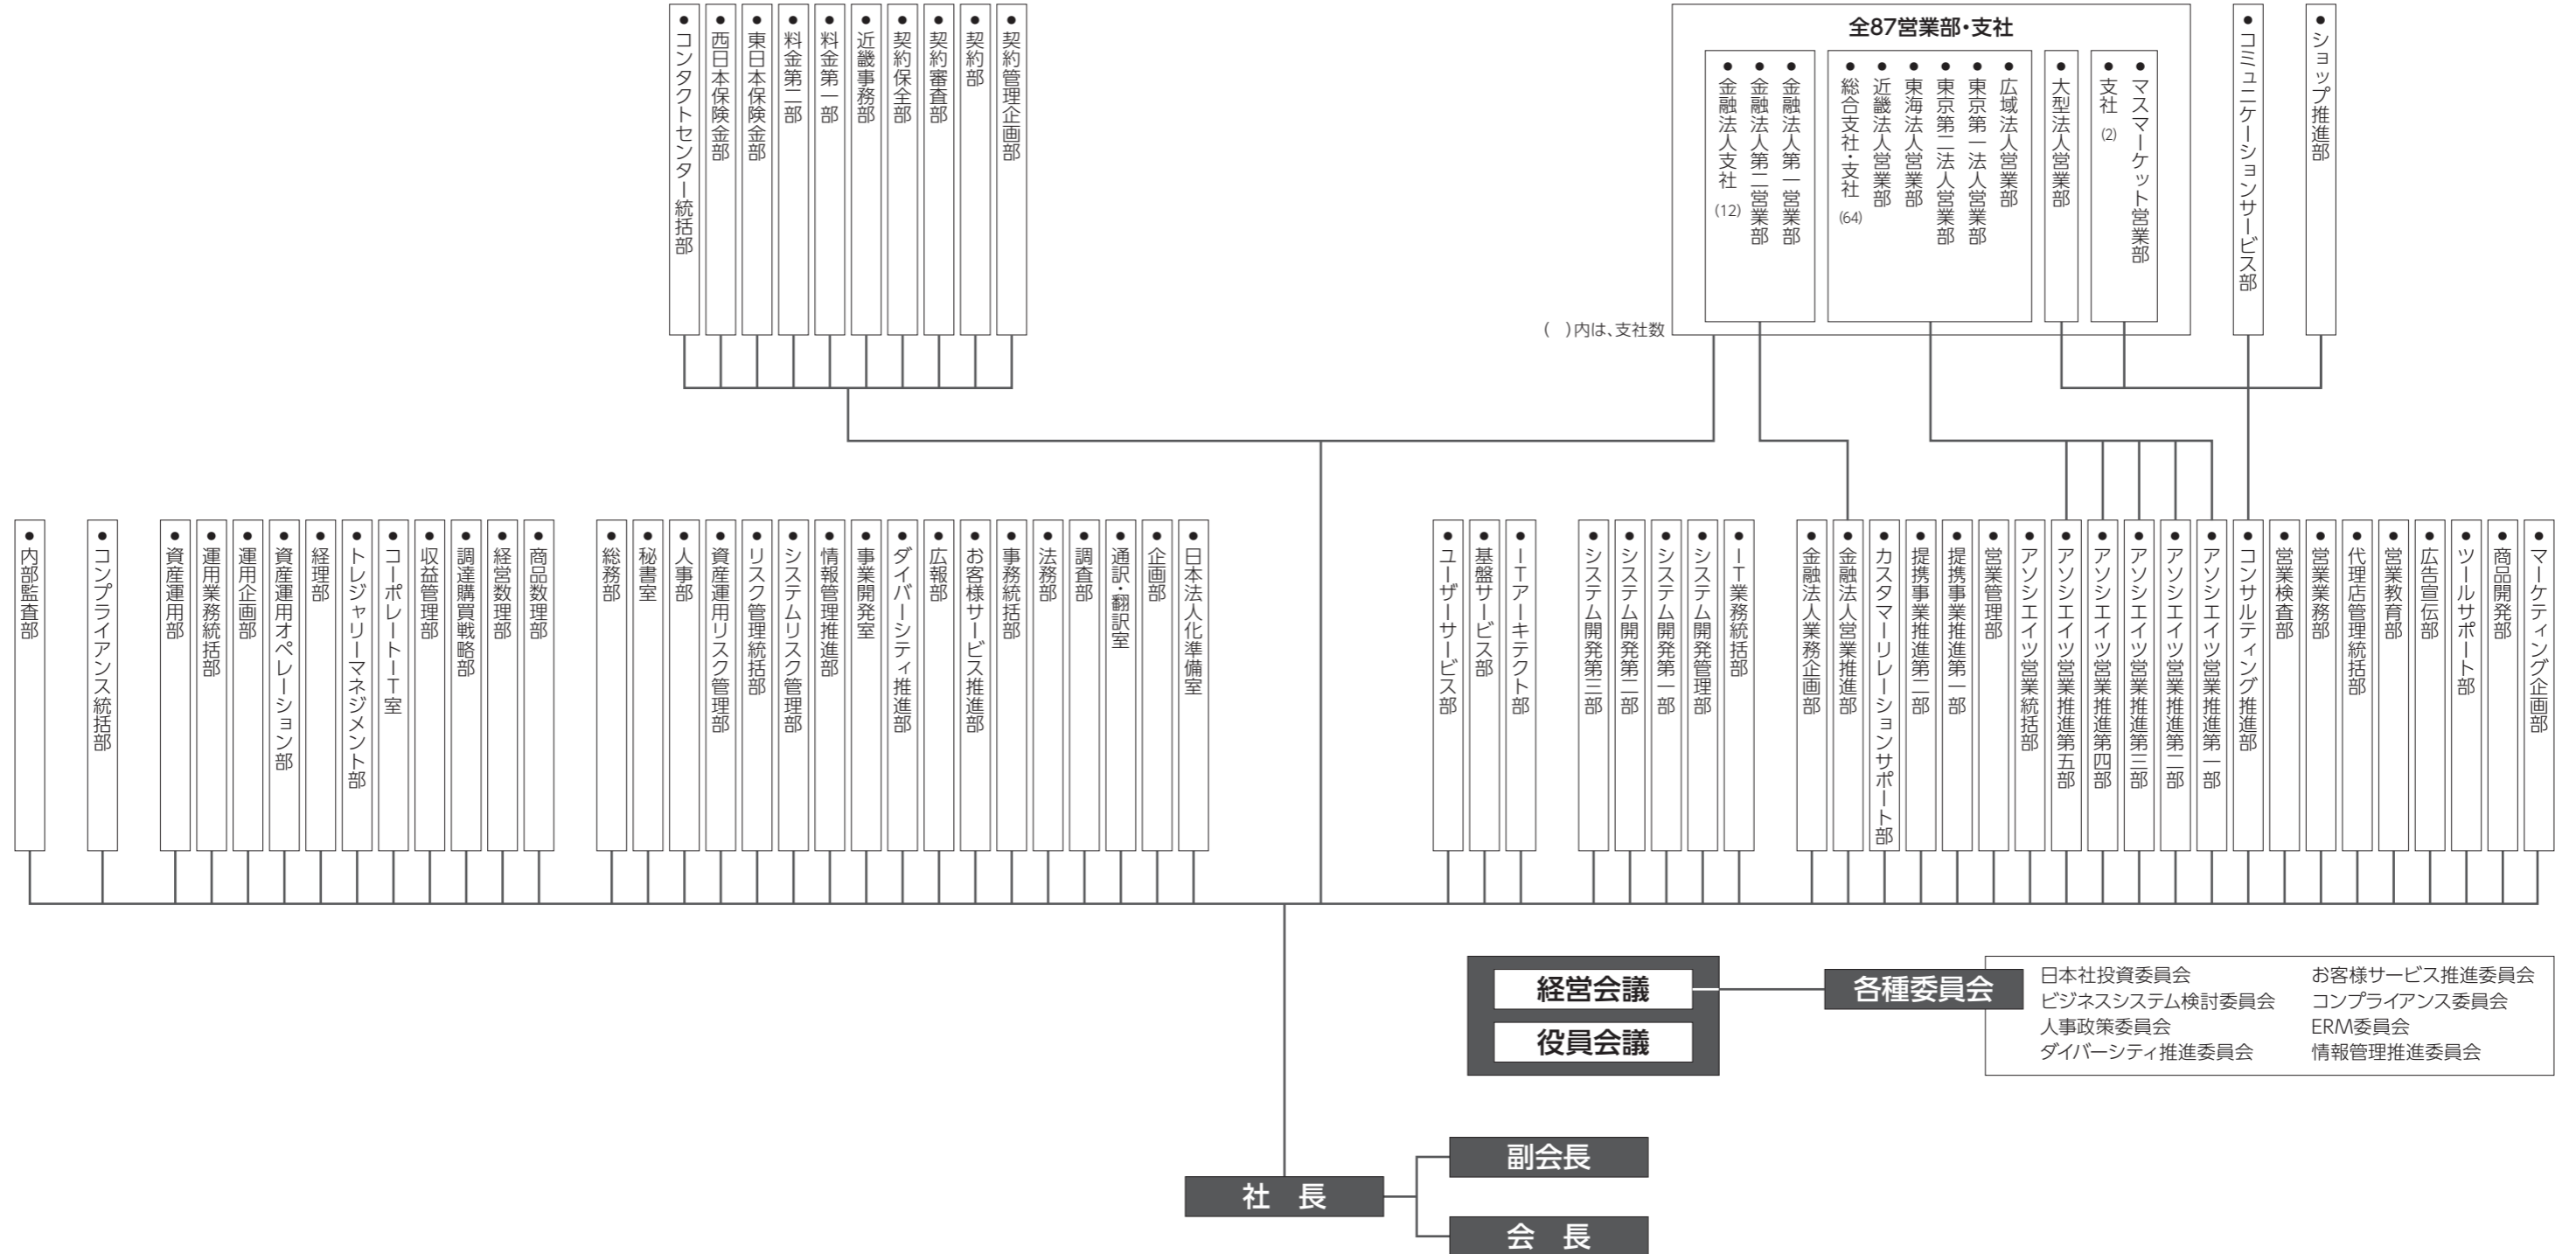 ● コンタクトセンター統括部
● 西日本保険金部
● 東日本保険金部
● 料金第二部
● 料金第一部
● 近畿事務部
● 契約保全部
● 契約審査部
● 契約部
● 契約管理企画部
全87営業部・支社
● 金融法人支社 (12)
● 金融法人第二営業部
● 金融法人第一営業部
● 総合支社・支社 (64)
● 近畿法人営業部
● 東海法人営業部
● 東京第二法人営業部
● 東京第一法人営業部
● 広域法人営業部
● 大型法人営業部
● 支社 (2)
● マスマーケット営業部
● コミュニケーションサービス部
● ショップ推進部
(　)内は、支社数
● 内部監査部
● コンプライアンス統括部
● 資産運用部
● 運用業務統括部
● 運用企画部
● 資産運用オペレーション部
● 経理部
● トレジャリーマネジメント部
● コーポレートIT室
● 収益管理部
● 調達購買戦略部
● 経営数理部
● 商品数理部
● 総務部
● 秘書室
● 人事部
● 資産運用リスク管理部
● リスク管理統括部
● システムリスク管理部
● 情報管理推進部
● 事業開発室
● ダイバーシティ推進部
● 広報部
● お客様サービス推進部
● 事務統括部
● 法務部
● 調査部
● 通訳・翻訳室
● 企画部
● 日本法人化準備室
● ユーザーサービス部
● 基盤サービス部
● ITアーキテクト部
● システム開発第三部
● システム開発第二部
● システム開発第一部
● システム開発管理部
● IT業務統括部
● 金融法人業務企画部
● 金融法人営業推進部
● カスタマーリレーションサポート部
● 提携事業推進第二部
● 提携事業推進第一部
● 営業管理部
● アソシエイツ営業統括部
● アソシエイツ営業推進第五部
● アソシエイツ営業推進第四部
● アソシエイツ営業推進第三部
● アソシエイツ営業推進第二部
● アソシエイツ営業推進第一部
● コンサルティング推進部
● 営業検査部
● 営業業務部
● 代理店管理統括部
● 営業教育部
● 広告宣伝部
● ツールサポート部
● 商品開発部
● マーケティング企画部
経営会議
役員会議
各種委員会
日本社投資委員会
ビジネスシステム検討委員会
人事政策委員会
ダイバーシティ推進委員会
お客様サービス推進委員会
コンプライアンス委員会
ERM委員会
情報管理推進委員会
副会長
社　長
会　長